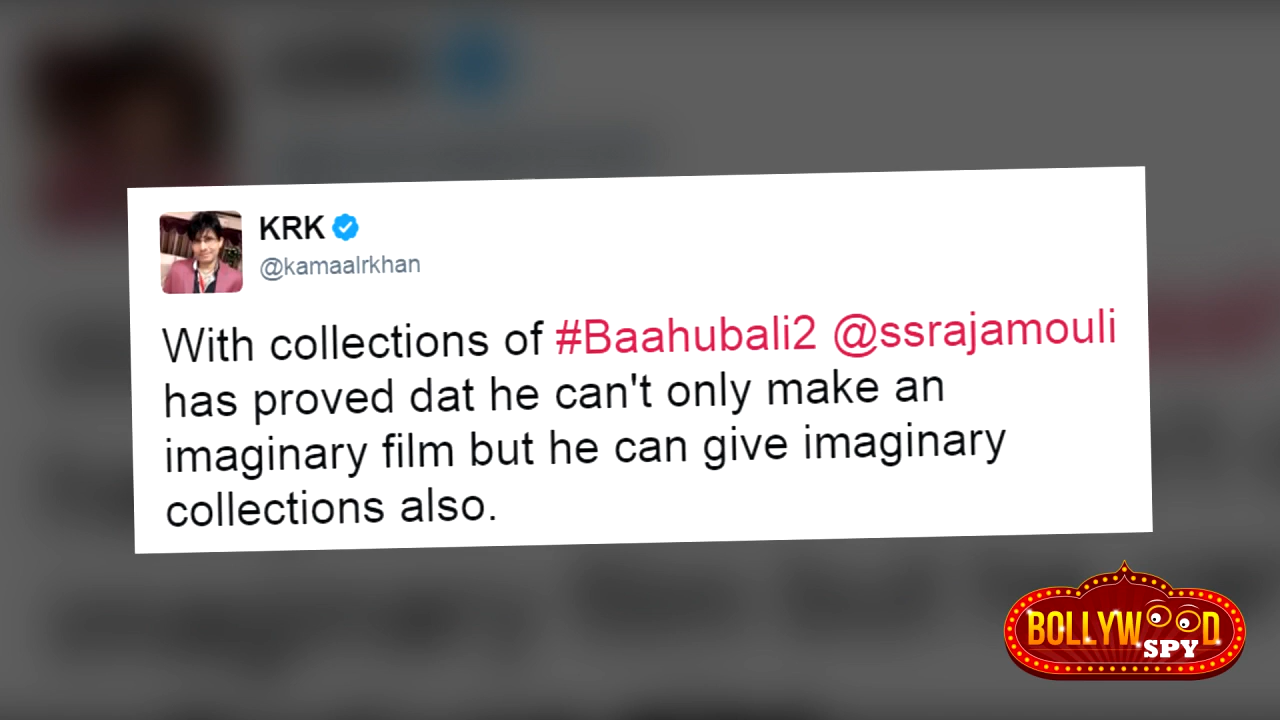 KRK
@kamaalrkhan
With collections of #Baahubali2 @ssrajamouli
has proved dat he can't only make an
imaginary film but he can give imaginary
collections also.
BOLLYWOOD
SPY